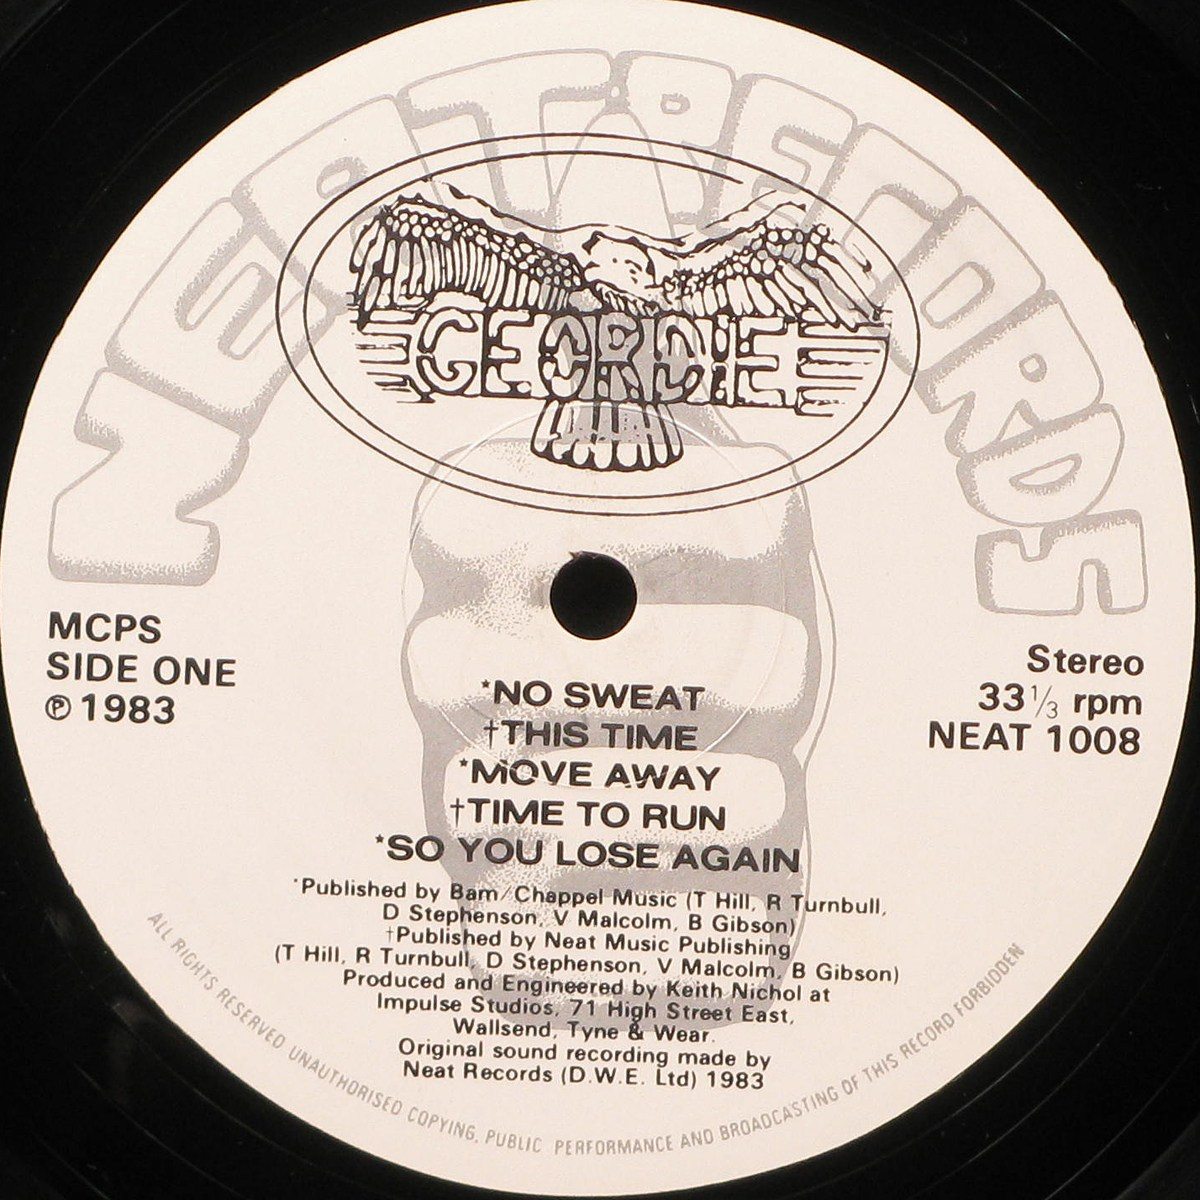 NEAT RECORDS
GEORDIE
MCPS
SIDE ONE
℗ 1983
Stereo
33 1/3 rpm
NEAT 1008
*NO SWEAT
†THIS TIME
*MOVE AWAY
†TIME TO RUN
*SO YOU LOSE AGAIN
*Published by Bam/Chappel Music (T Hill, R Turnbull,
D Stephenson, V Malcolm, B Gibson)
†Published by Neat Music Publishing
(T Hill, R Turnbull, D Stephenson, V Malcolm, B Gibson)
Produced and Engineered by Keith Nichol at
Impulse Studios, 71 High Street East,
Wallsend, Tyne & Wear.
Original sound recording made by
Neat Records (D.W.E. Ltd) 1983
ALL RIGHTS RESERVED UNAUTHORISED COPYING, PUBLIC PERFORMANCE AND BROADCASTING OF THIS RECORD FORBIDDEN